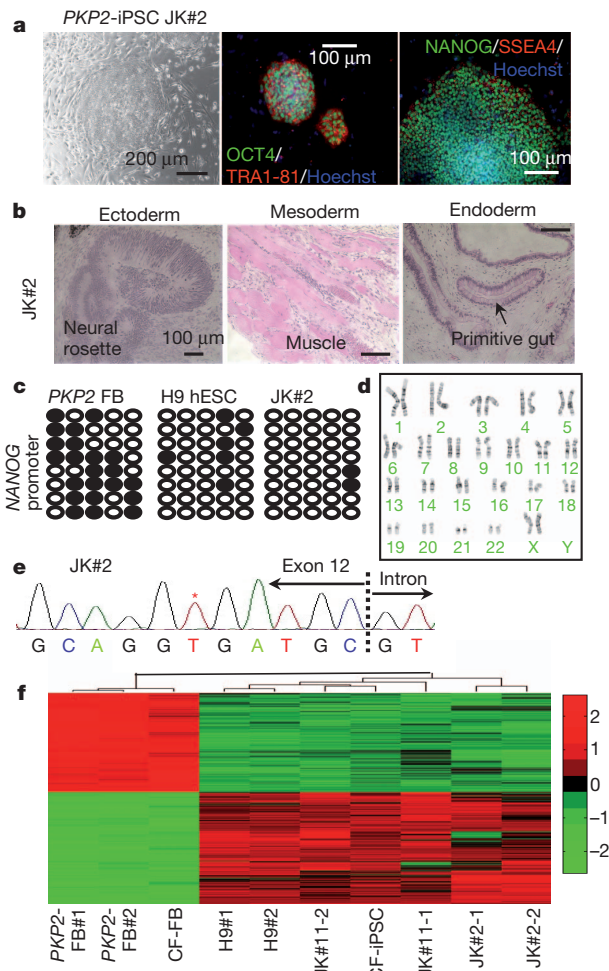 PKP2-iPSC JK#2
a
200 µm
100 µm
OCT4/
TRA1-81/Hoechst
NANOG/SSEA4/
Hoechst
100 µm
b
Ectoderm
Mesoderm
Endoderm
JK#2
Neural
rosette
100 µm
Muscle
Primitive gut
c
PKP2 FB
H9 hESC
JK#2
NANOG
promoter
d
1 2 3 4 5
6 7 8 9 10 11 12
13 14 15 16 17 18
19 20 21 22 X Y
e
JK#2
Exon 12
Intron
*
G C A G G T G A T G C G T
f
2
1
0
−1
−2
PKP2-
FB#1
PKP2-
FB#2
CF-FB
H9#1
H9#2
JK#11-2
CF-iPSC
JK#11-1
JK#2-1
JK#2-2